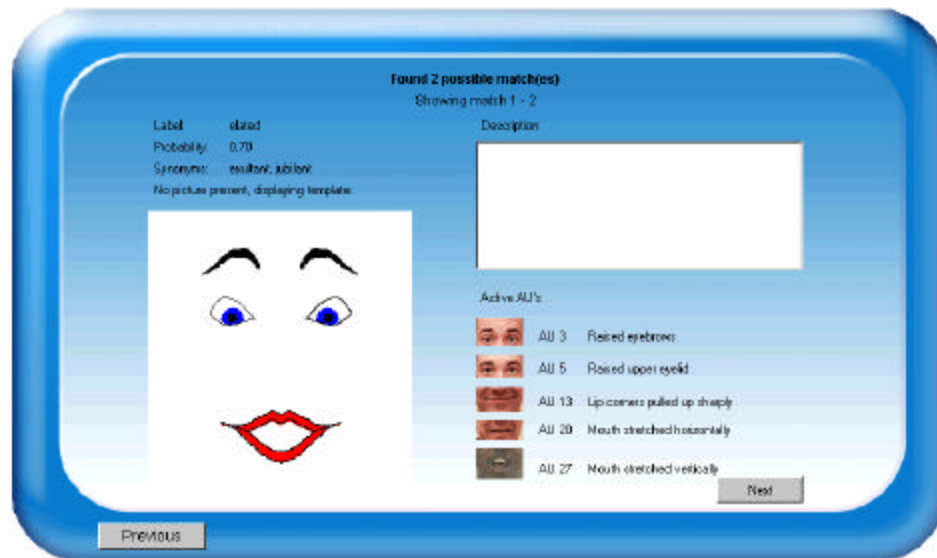 Found 2 possible match(es)
Showing match 1 - 2
Label: elated
Probability: 0.70
Synonyms: exultant, jubilant
No picture present, displaying template
Description
Active AU's
AU 3 Raised eyebrows
AU 5 Raised upper eyelid
AU 13 Lip corners pulled up sharply
AU 20 Mouth stretched horizontally
AU 27 Mouth stretched vertically
Next
Previous